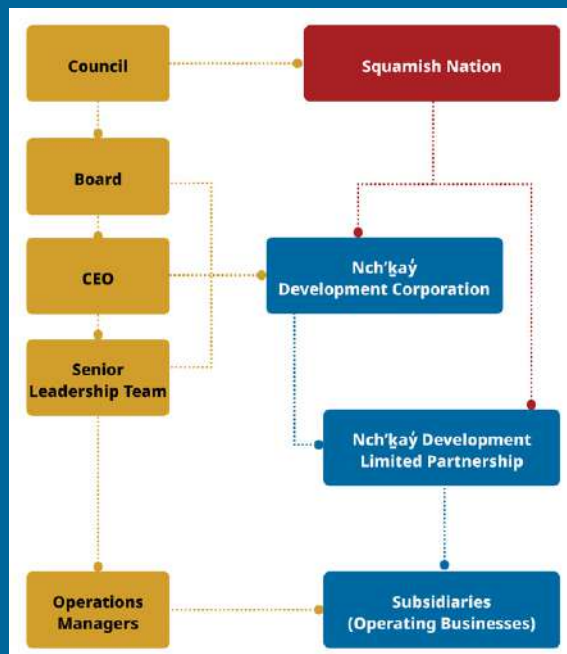 Council
Squamish Nation
Board
CEO
Nch’ḵay̓
Development Corporation
Senior
Leadership Team
Nch’ḵay̓ Development
Limited Partnership
Operations
Managers
Subsidiaries
(Operating Businesses)